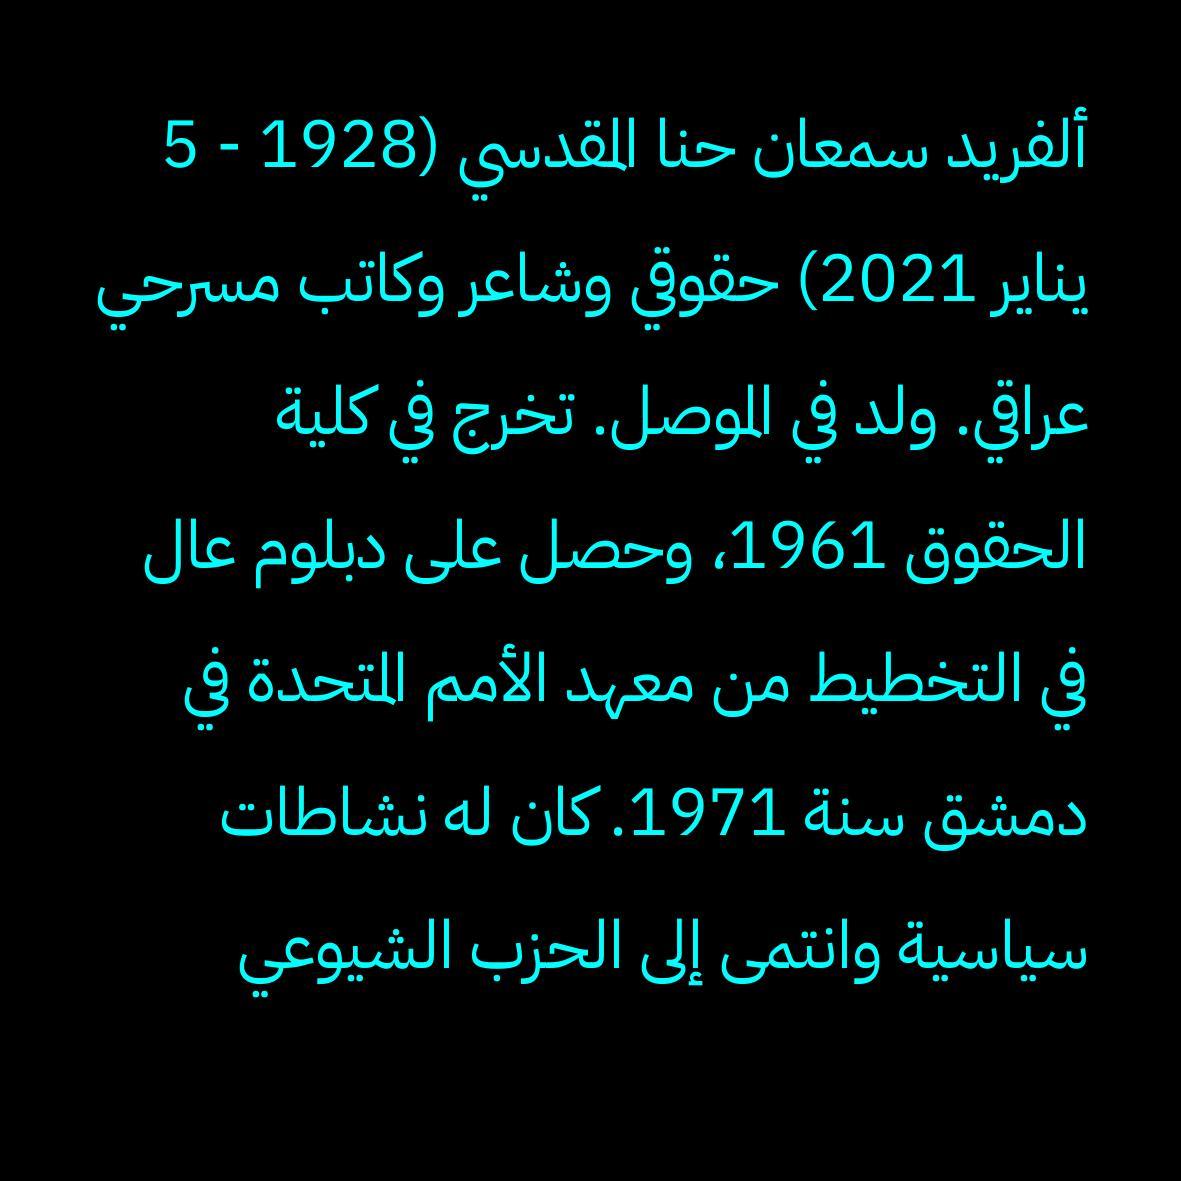 ألفريد سمعان حنا المقدسي (1928 - 5
يناير 2021) حقوقي وشاعر وكاتب مسرحي
عراقي. ولد في الموصل. تخرج في كلية
الحقوق 1961، وحصل على دبلوم عال
في التخطيط من معهد الأمم المتحدة في
دمشق سنة 1971. كان له نشاطات
سياسية وانتمى إلى الحزب الشيوعي